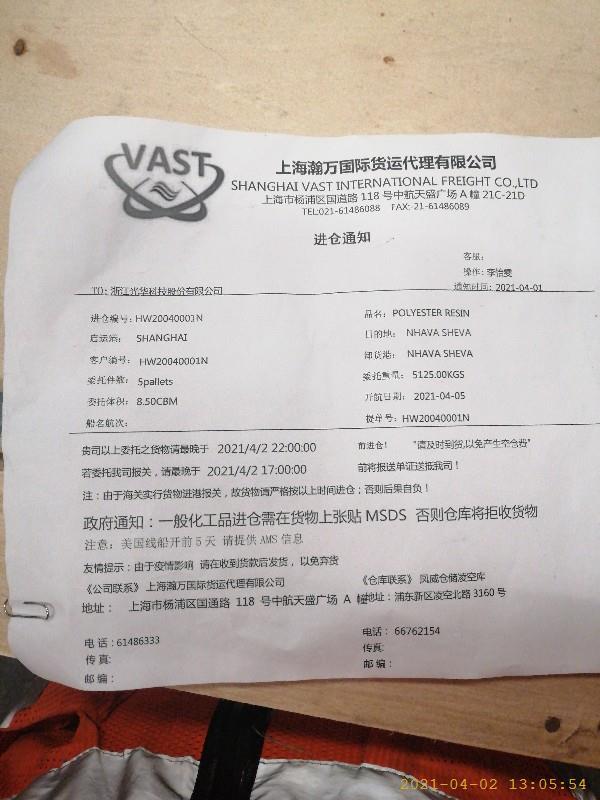 VAST
上海瀚万国际货运代理有限公司
SHANGHAI VAST INTERNATIONAL FREIGHT CO.,LTD
上海市杨浦区国道路 118 号中航天盛广场 A 幢 21C-21D
TEL:021-61486088 FAX:-21-61486089
进仓通知
客服:
操作: 李怡雯
TO: 浙江光华科技股份有限公司
通知时间: 2021-04-01
进仓编号: HW20040001N
品名: POLYESTER RESIN
启运港: SHANGHAI
目的地: NHAVA SHEVA
客户编号: HW20040001N
卸货港: NHAVA SHEVA
委托件数: 5pallets
委托重量: 5125.00KGS
委托体积: 8.50CBM
开航日期: 2021-04-05
船名航次:
提单号: HW20040001N
贵司以上委托之货物请最晚于 2021/4/2 22:00:00 前进仓! "请及时到货,以免产生空仓费"
若委托我司报关, 请最晚于 2021/4/2 17:00:00 前将报送单证送抵我司!
注: 由于海关实行货物进港报关, 故货物请严格按以上时间进仓; 否则后果自负!
政府通知: 一般化工品进仓需在货物上张贴 MSDS 否则仓库将拒收货物
注意: 美国线船开前 5 天 请提供 AMS 信息
友情提示: 由于疫情影响 请在收到货款后发货, 以免弃货
《公司联系》 上海瀚万国际货运代理有限公司
《仓库联系》 凤威仓储凌空库
地址: 上海市杨浦区国通路 118 号中航天盛广场 A 幢
地址: 浦东新区凌空北路 3160 号
电 话: 61486333
电话: 66762154
传 真:
传真:
邮 编:
邮 编:
2021-04-02 13:05:54